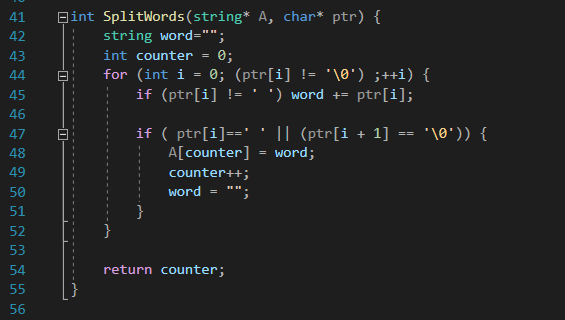 41 int SplitWords(string* A, char* ptr) {
42 string word="";
43 int counter = 0;
44 for (int i = 0; (ptr[i] != '\0') ;++i) {
45 if (ptr[i] != ' ') word += ptr[i];
46
47 if ( ptr[i]==' ' || (ptr[i + 1] == '\0')) {
48 A[counter] = word;
49 counter++;
50 word = "";
51 }
52 }
53
54 return counter;
55 }
56